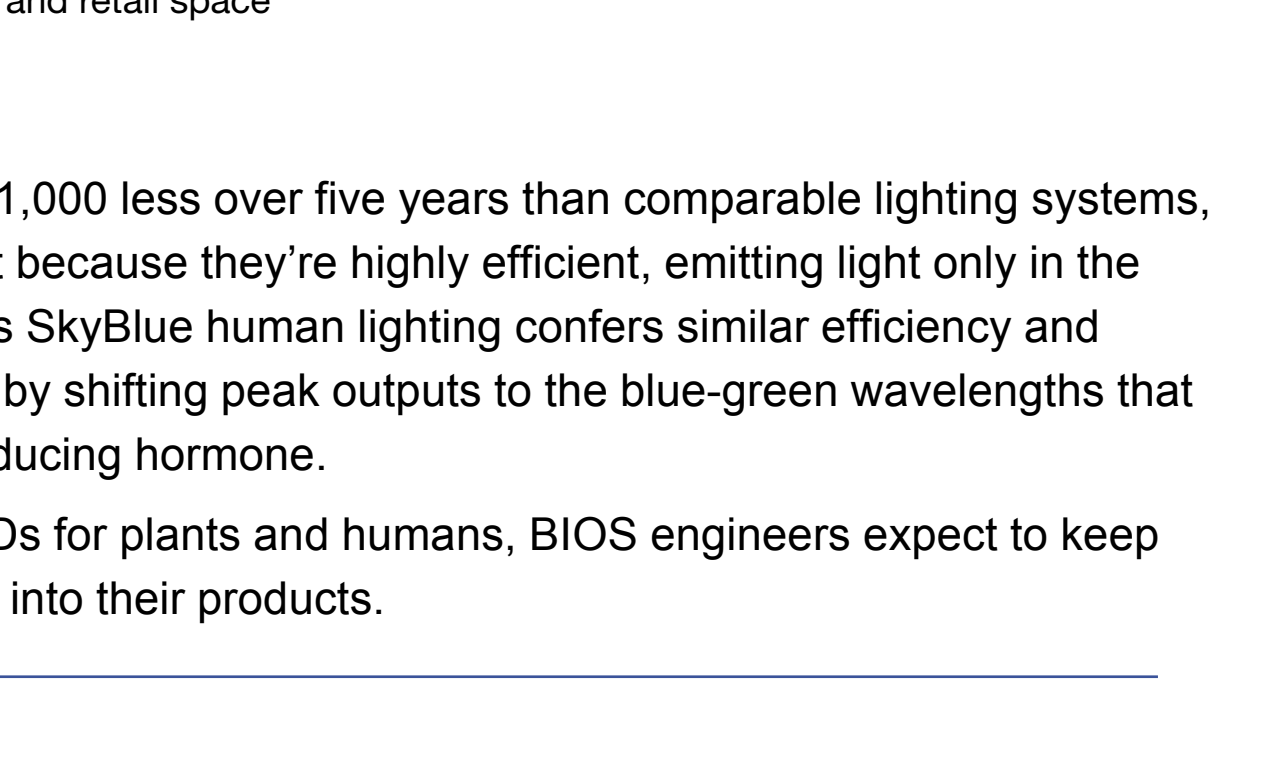 and retail space
1,000 less over five years than comparable lighting systems,
because they’re highly efficient, emitting light only in the
s SkyBlue human lighting confers similar efficiency and
by shifting peak outputs to the blue-green wavelengths that
ducing hormone.
Ds for plants and humans, BIOS engineers expect to keep
into their products.